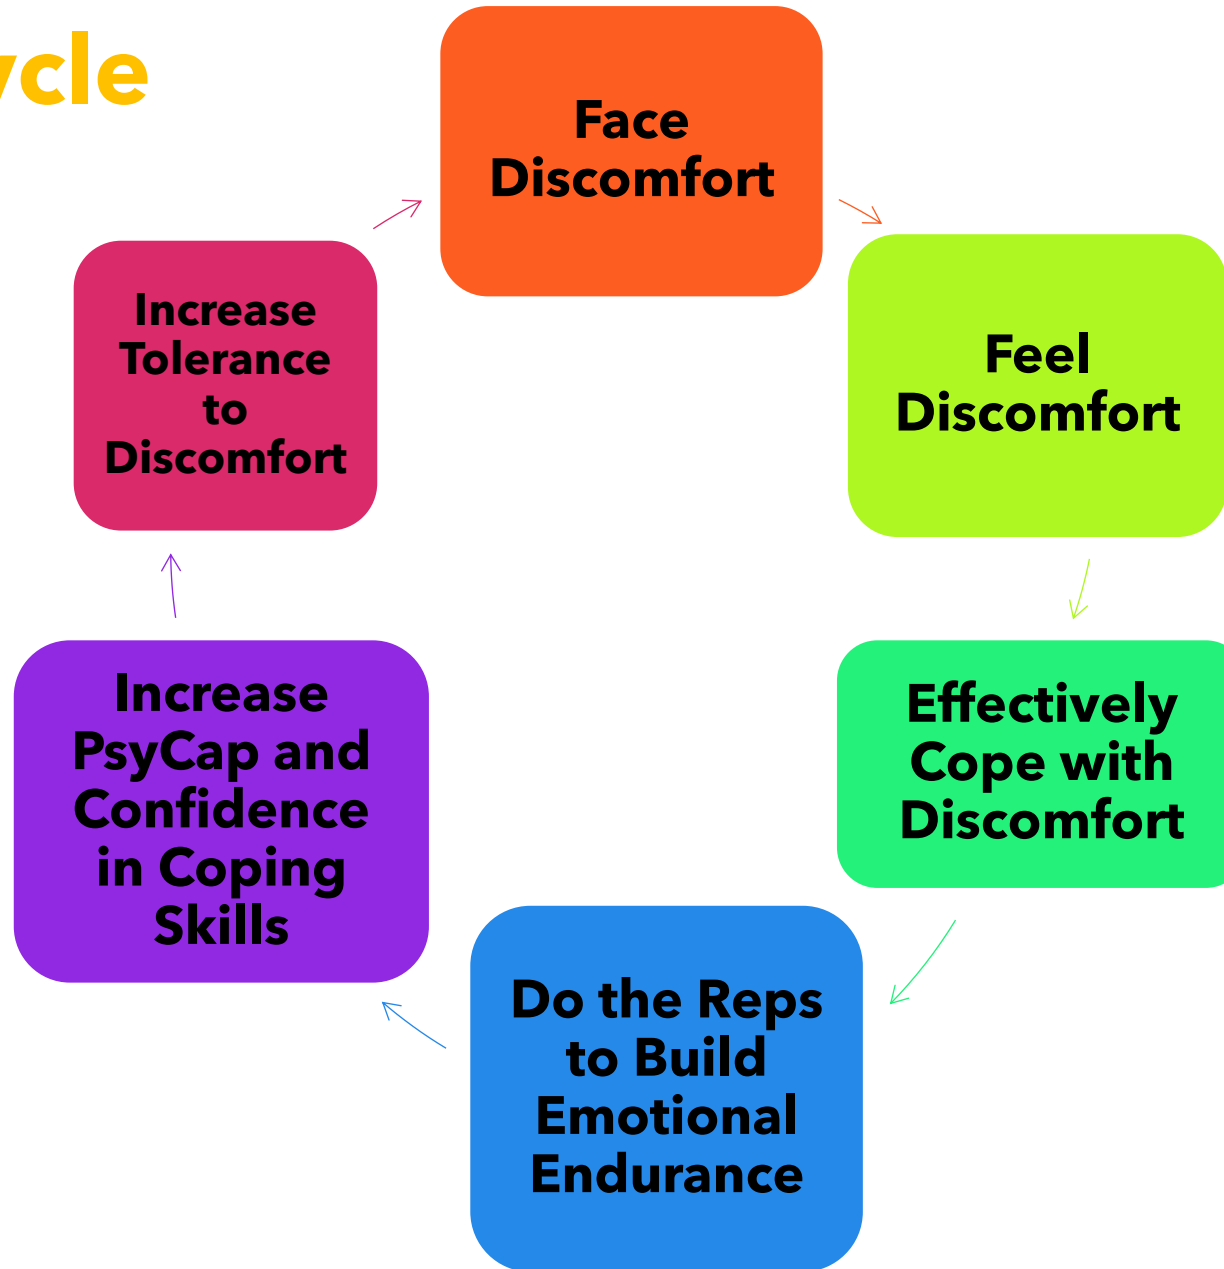 ycle
Face
Discomfort
Feel
Discomfort
Effectively
Cope with
Discomfort
Do the Reps
to Build
Emotional
Endurance
Increase
PsyCap and
Confidence
in Coping
Skills
Increase
Tolerance
to
Discomfort